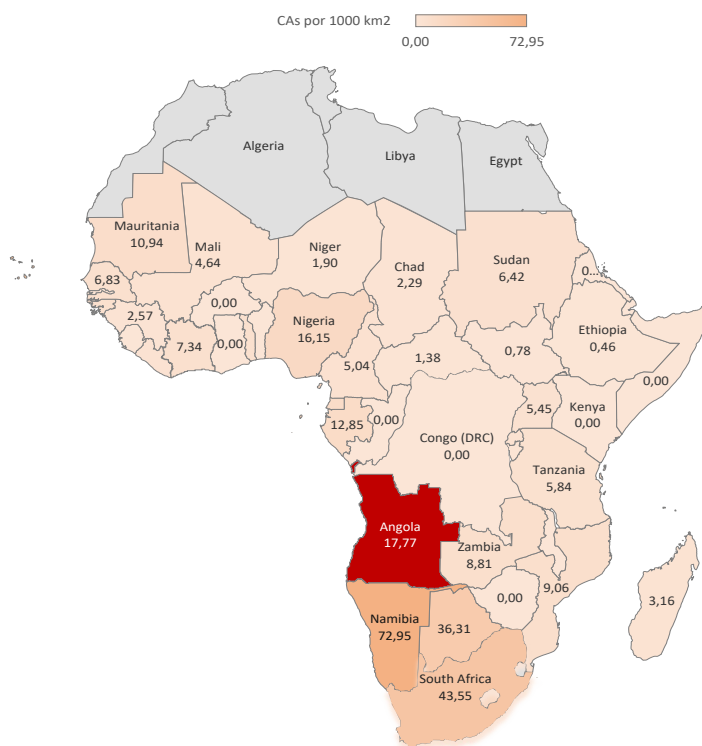 CAs por 1000 km2
0,00 72,95
Algeria
Libya
Egypt
Mauritania
10,94
Mali
4,64
Niger
1,90
Chad
2,29
Sudan
6,42
0...
6,83
0,00
2,57
Nigeria
16,15
Ethiopia
0,46
7,34
0,00
5,04
1,38
0,78
0,00
12,85
0,00
5,45
Kenya
0,00
Congo (DRC)
0,00
Tanzania
5,84
Angola
17,77
Zambia
8,81
9,06
0,00
3,16
Namibia
72,95
36,31
South Africa
43,55